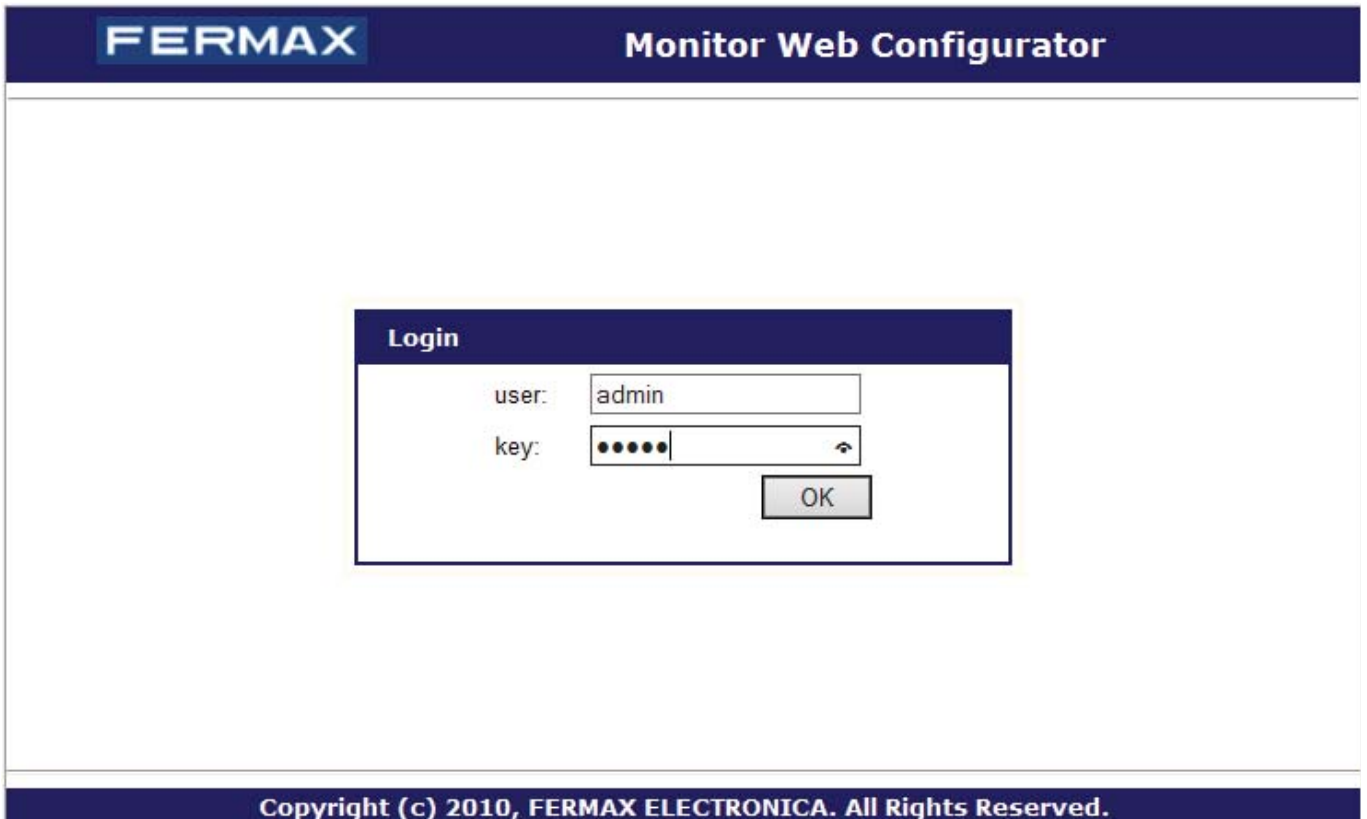 FERMAX Monitor Web Configurator
Login
user: admin
key: •••••
OK
Copyright (c) 2010, FERMAX ELECTRONICA. All Rights Reserved.